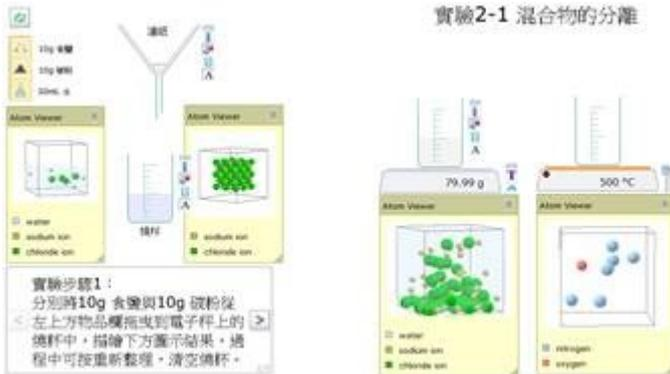 實驗2-1 混合物的分離
濾紙
10g 食鹽
10g 碳粉
A
Atom Viewer
Atom Viewer
A
燒杯
water
sodium ion
chloride ion
sodium ion
chloride ion
實驗步驟1：
分別將10g 食鹽與10g 碳粉從
左上方物品欄拖曳到電子秤上的
燒杯中，描繪下方圖示結果，過
程中可按重新整理，清空燒杯。
<
>
A
79.99 g
500 °C
Atom Viewer
Atom Viewer
water
sodium ion
chloride ion
nitrogen
oxygen